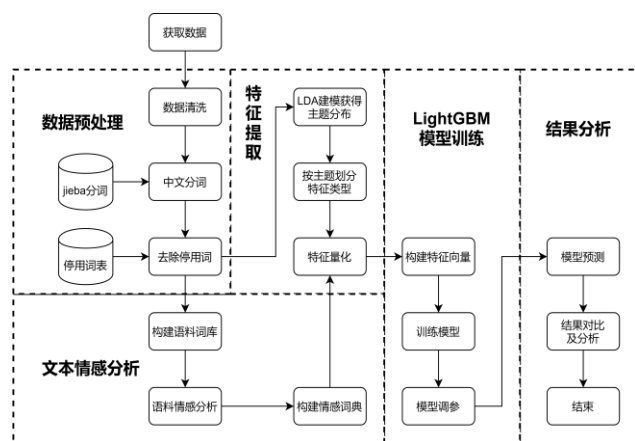 获取数据
数据预处理
数据清洗
jieba分词
中文分词
停用词表
去除停用词
特
征
提
取
LDA建模获得
主题分布
按主题划分
特征类型
特征量化
LightGBM
模型训练
构建特征向量
训练模型
模型调参
结果分析
模型预测
结果对比
及分析
结束
文本情感分析
构建语料词库
语料情感分析
构建情感词典